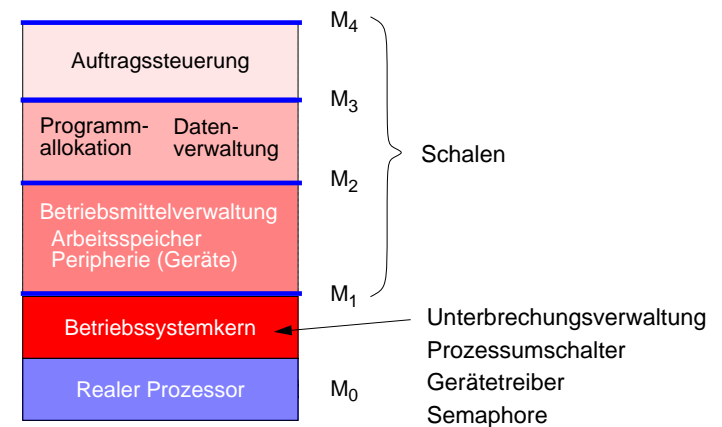 M4
Auftragssteuerung
M3
Programm- Daten-
allokation verwaltung
Schalen
M2
Betriebsmittelverwaltung
Arbeitsspeicher
Peripherie (Geräte)
M1
Betriebssystemkern
Unterbrechungsverwaltung
Prozessumschalter
Realer Prozessor
M0
Gerätetreiber
Semaphore